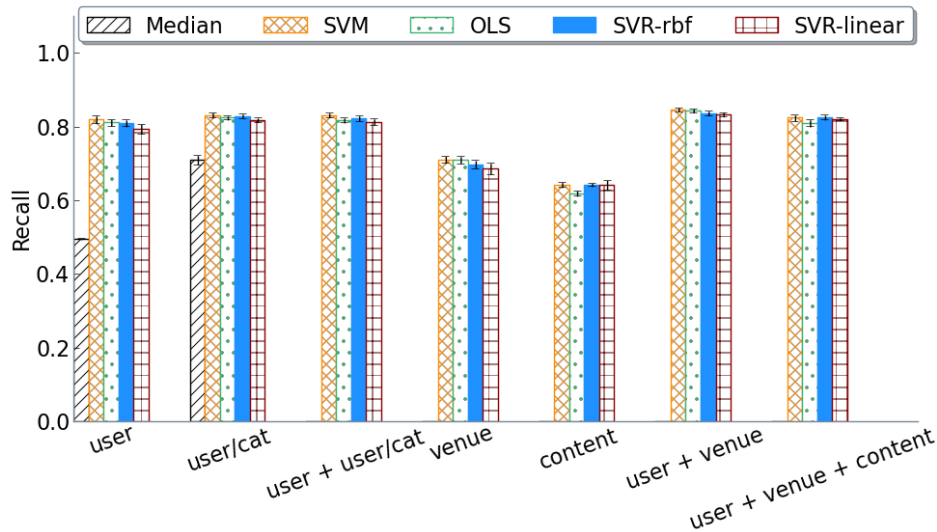 Median SVM OLS SVR-rbf SVR-linear
Recall
1.0
0.8
0.6
0.4
0.2
0.0
user user/cat user + user/cat venue content user + venue user + venue + content